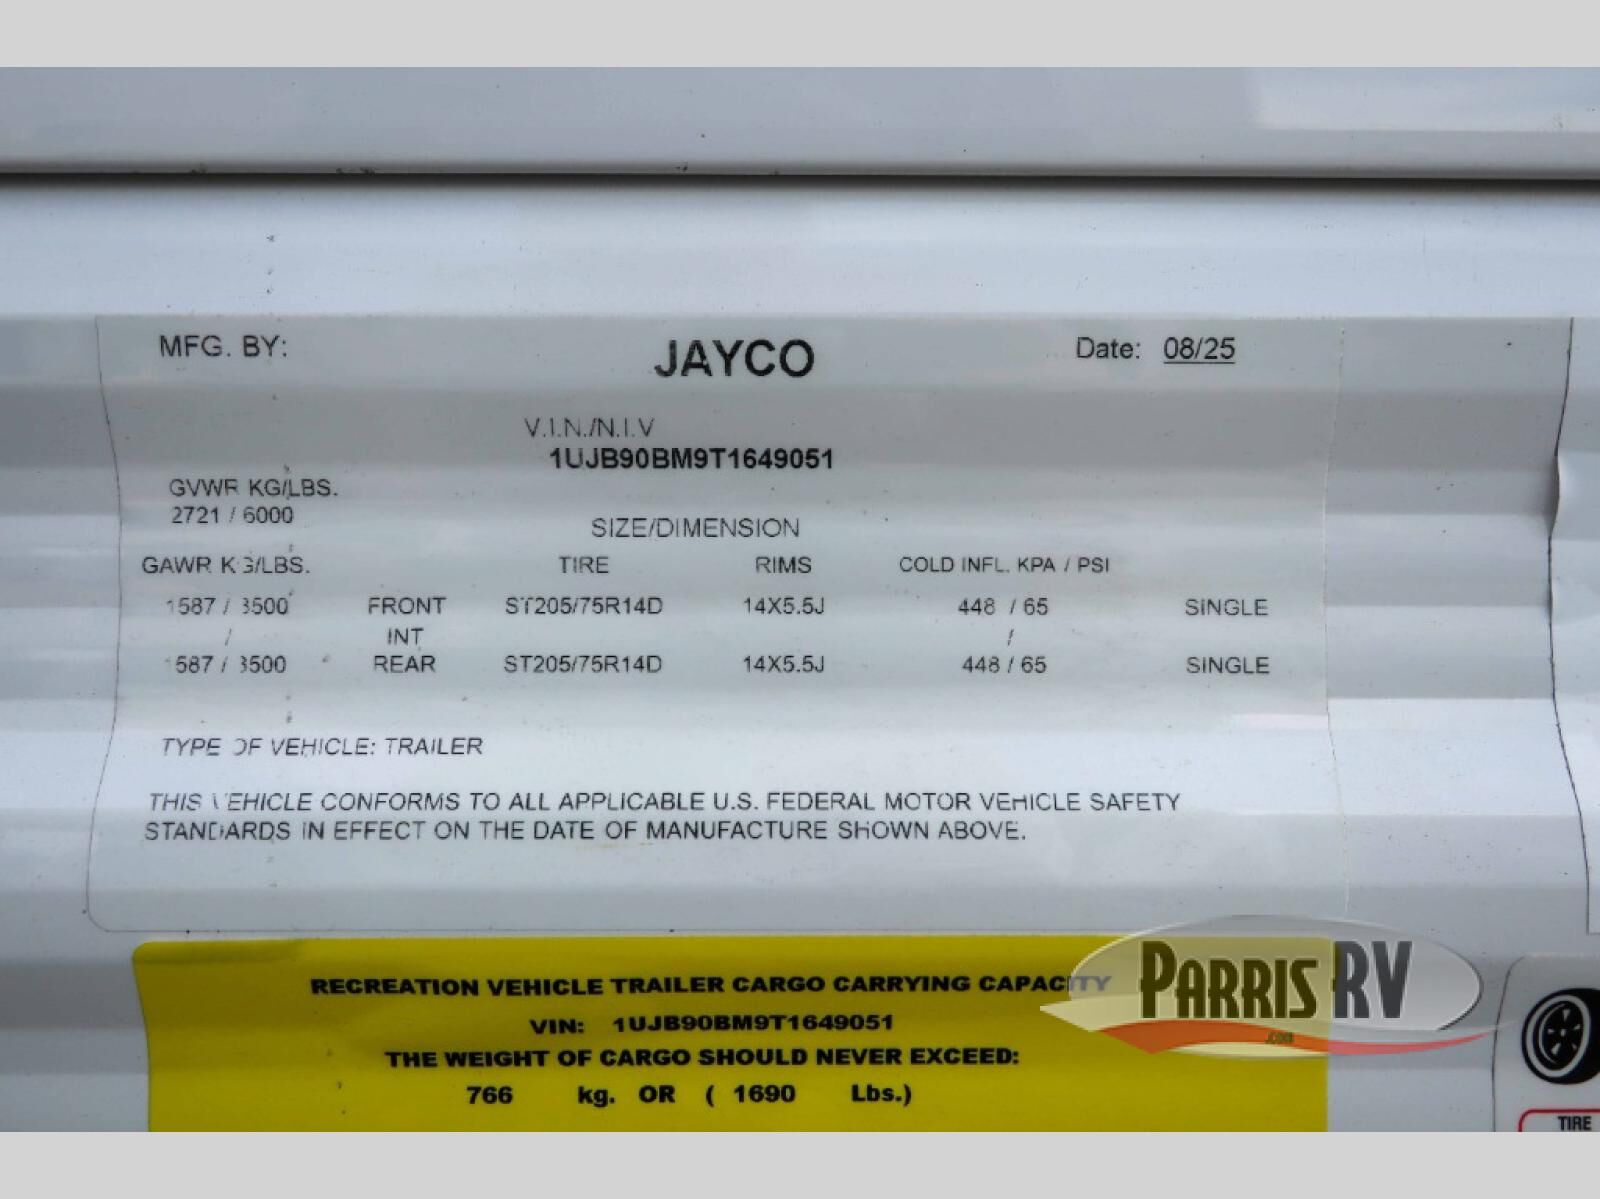 MFG. BY: JAYCO Date: 08/25
V.I.N./N.I.V
1UJB90BM9T1649051
GVWR KG/LBS.
2721 / 6000
SIZE/DIMENSION
GAWR KG/LBS. TIRE RIMS COLD INFL. KPA / PSI
1587 / 3500 FRONT ST205/75R14D 14X5.5J 448 / 65 SINGLE
/ INT /
1587 / 3500 REAR ST205/75R14D 14X5.5J 448 / 65 SINGLE
TYPE OF VEHICLE: TRAILER
THIS VEHICLE CONFORMS TO ALL APPLICABLE U.S. FEDERAL MOTOR VEHICLE SAFETY
STANDARDS IN EFFECT ON THE DATE OF MANUFACTURE SHOWN ABOVE.
RECREATION VEHICLE TRAILER CARGO CARRYING CAPACITY
VIN: 1UJB90BM9T1649051
THE WEIGHT OF CARGO SHOULD NEVER EXCEED:
766 kg. OR ( 1690 Lbs.)
PARRIS RV
.com
TIRE